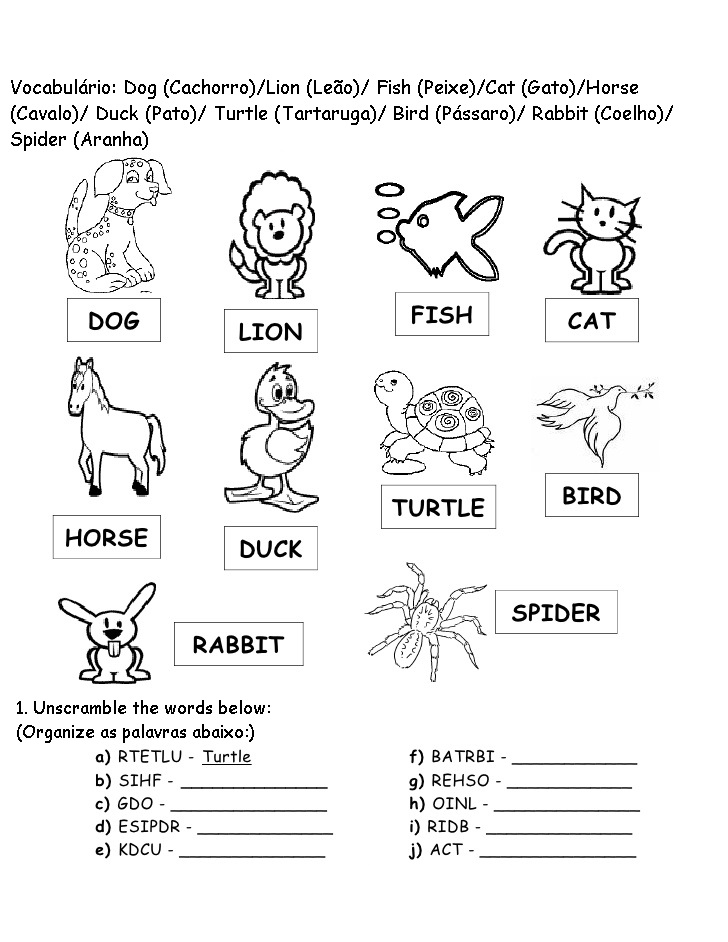 Vocabulário: Dog (Cachorro)/Lion (Leão)/ Fish (Peixe)/Cat (Gato)/Horse
(Cavalo)/ Duck (Pato)/ Turtle (Tartaruga)/ Bird (Pássaro)/ Rabbit (Coelho)/
Spider (Aranha)
DOG
LION
FISH
CAT
HORSE
DUCK
TURTLE
BIRD
RABBIT
SPIDER
1. Unscramble the words below:
(Organize as palavras abaixo:)
a) RTETLU - Turtle
b) SIHF - _______________
c) GDO - _______________
d) ESIPDR - _____________
e) KDCU - ______________
f) BATRBI - ____________
g) REHSO - ____________
h) OINL - ______________
i) RIDB - ______________
j) ACT - _______________